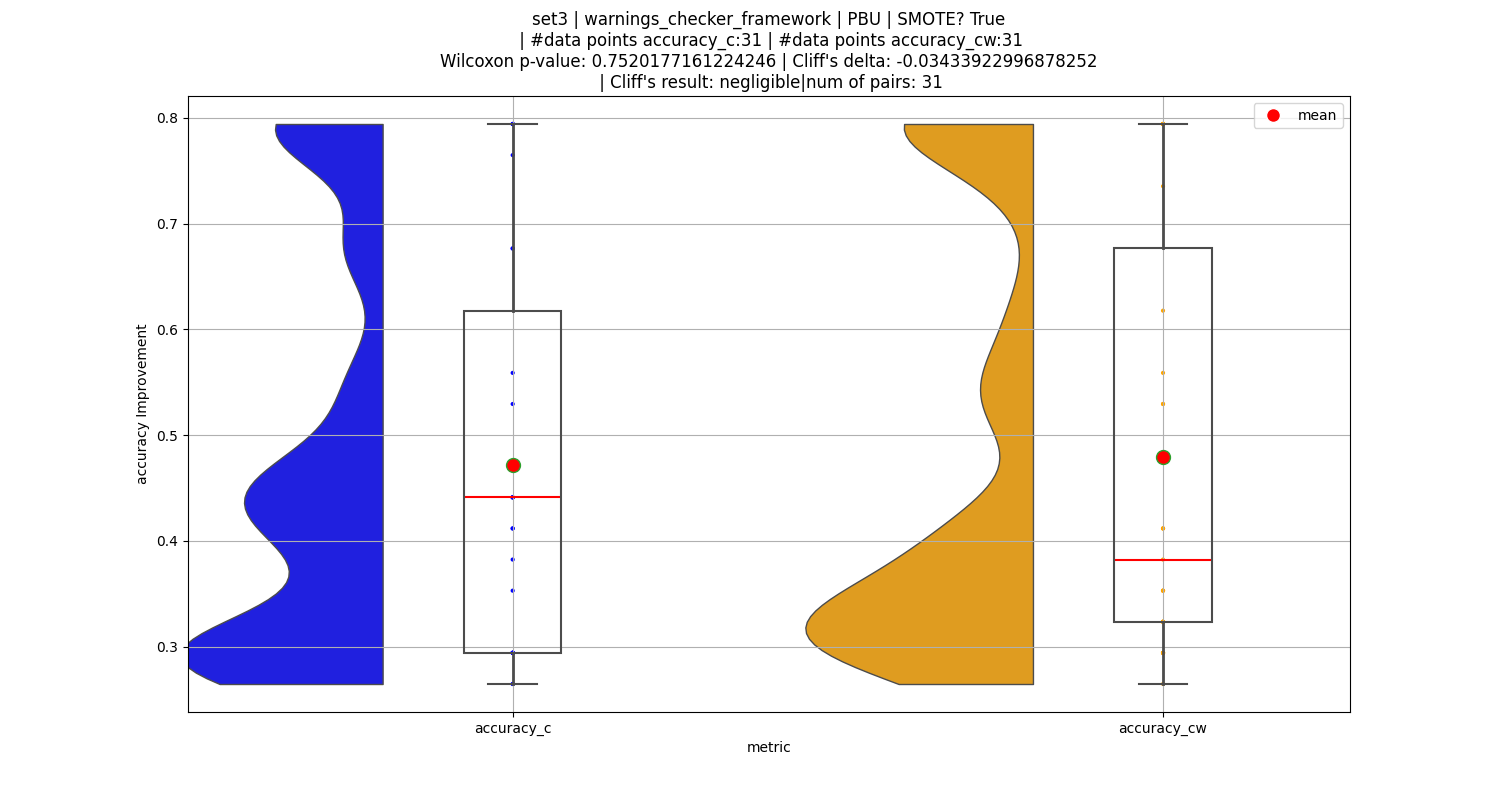 set3 | warnings_checker_framework | PBU | SMOTE? True
| #data points accuracy_c:31 | #data points accuracy_cw:31
Wilcoxon p-value: 0.7520177161224246 | Cliff's delta: -0.03433922996878252
| Cliff's result: negligible|num of pairs: 31
mean
0.8
0.7
0.6
0.5
0.4
0.3
accuracy Improvement
accuracy_c
accuracy_cw
metric